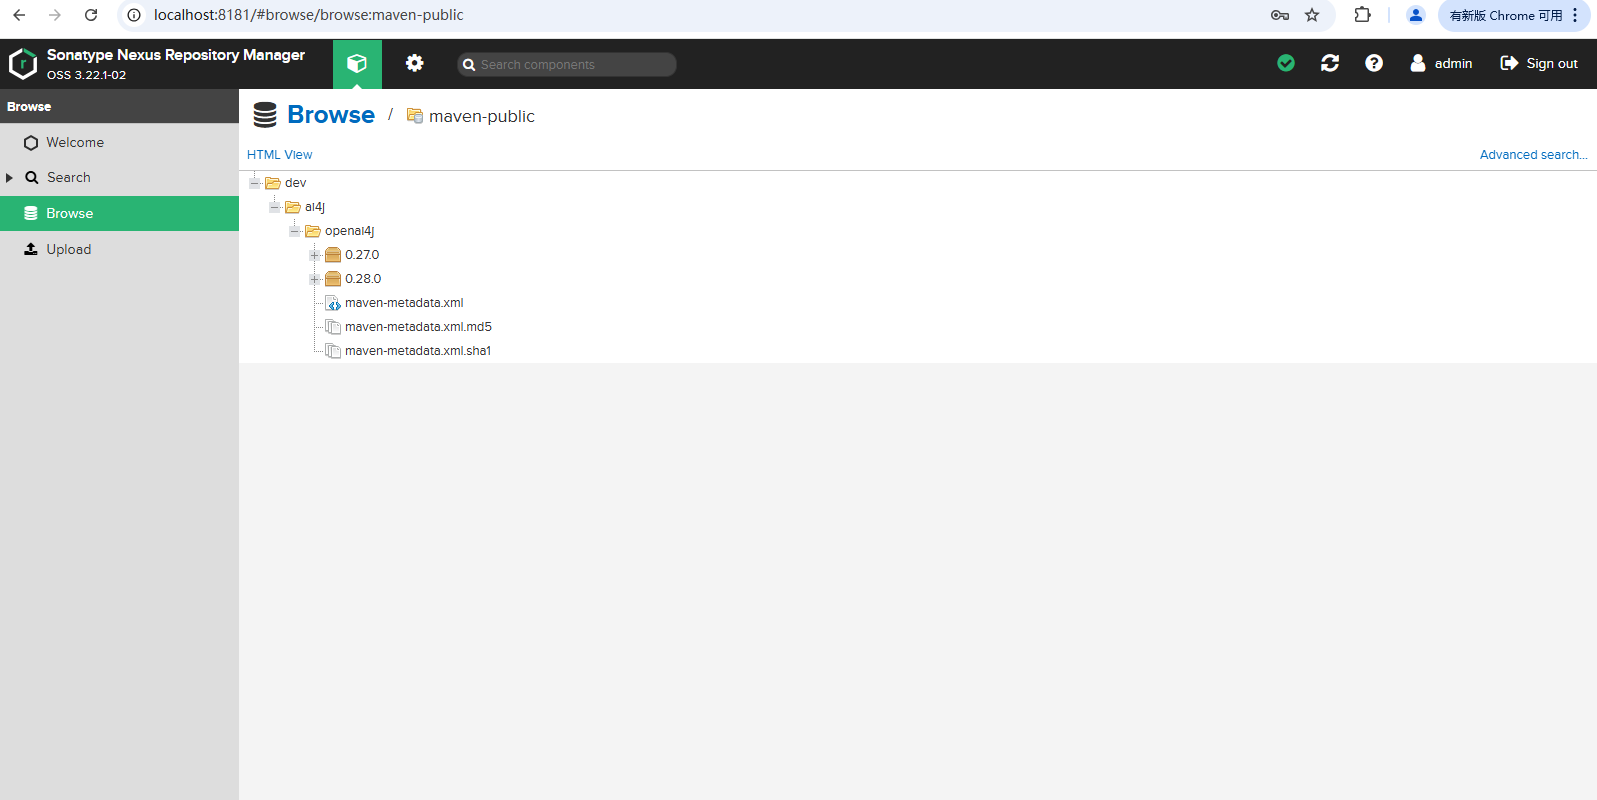 localhost:8181/#browse/browse:maven-public
有新版 Chrome 可用
Sonatype Nexus Repository Manager
OSS 3.22.1-02
Search components
admin
Sign out
Browse
Welcome
Search
Browse
Upload
Browse / maven-public
HTML View
Advanced search...
dev
ai4j
openai4j
0.27.0
0.28.0
maven-metadata.xml
maven-metadata.xml.md5
maven-metadata.xml.sha1